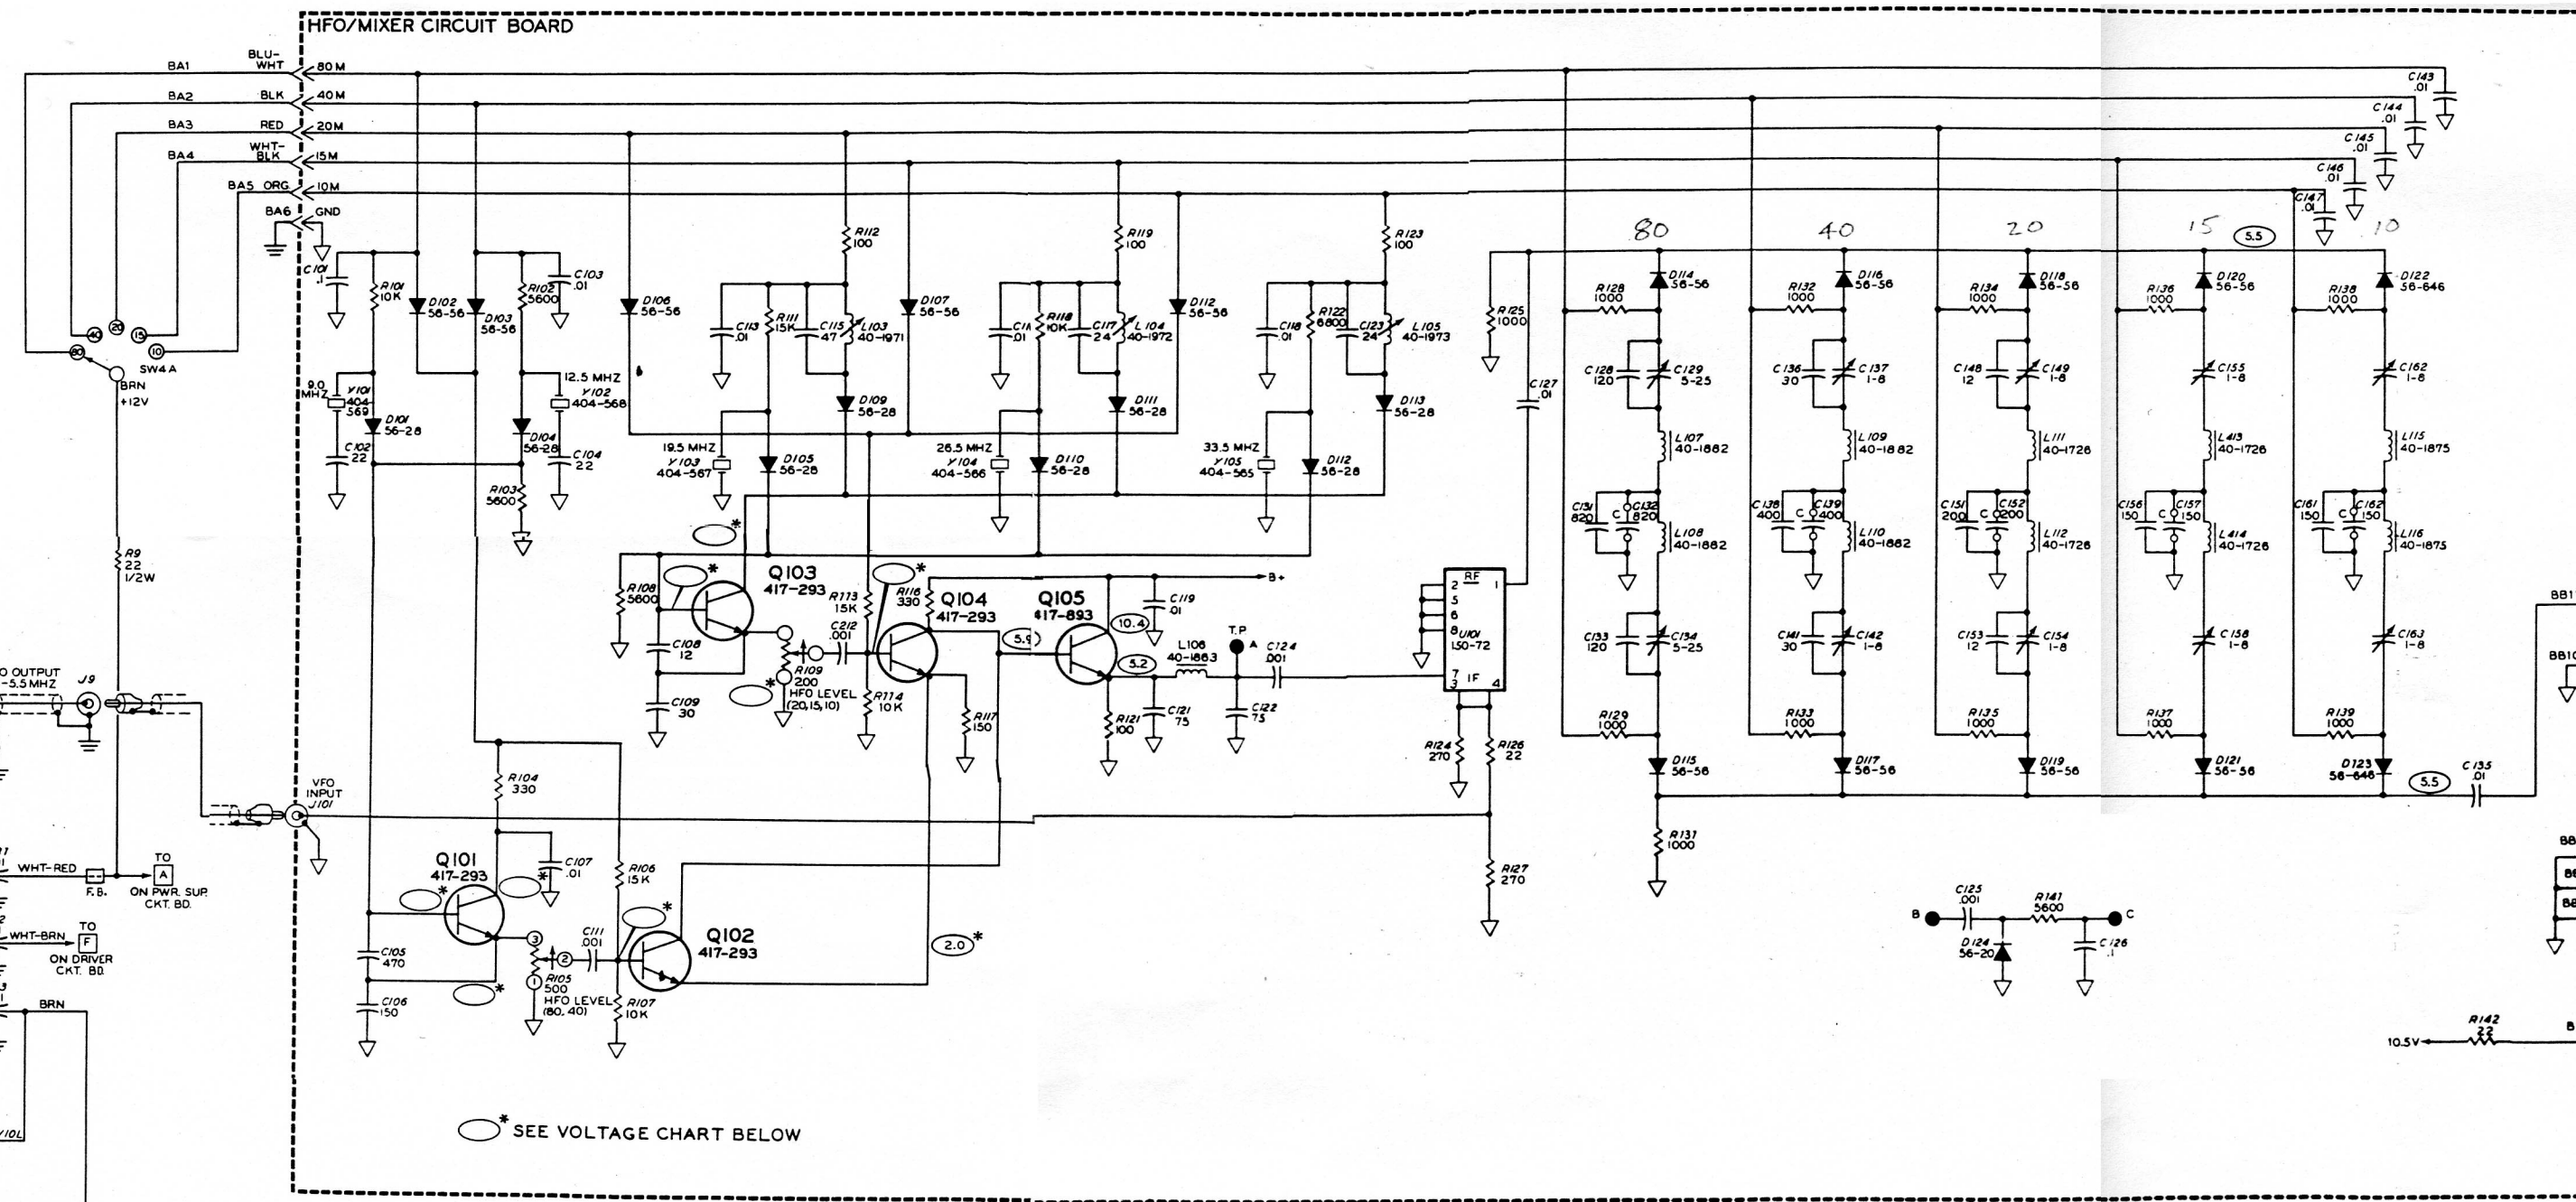 HFO/MIXER CIRCUIT BOARD
BA1
BLU-
WHT
80 M
BA2
BLK
40 M
BA3
RED
20M
BA4
WHT-
BLK
15M
BA5 ORG
10M
BA6
GND
40
20
15
80
10
SW4A
BRN
+12V
R9
22
1/2W
C101
.1
R101
10K
D102
56-56
D103
56-56
R102
5600
C103
.01
9.0
MHZ
Y101
404-
569
D101
56-28
C102
22
12.5 MHZ
Y102
404-568
D104
56-28
C104
22
R103
5600
D106
56-56
R112
100
C113
.01
R111
15K
C115
47
L103
40-1971
D109
56-28
19.5 MHZ
Y103
404-567
D105
56-28
D107
56-56
R119
100
.01
R118
10K
C117
24
L104
40-1972
D112
56-56
D111
56-28
26.5 MHZ
Y104
404-566
D110
56-28
R123
100
C118
.01
R122
6800
C123
24
L105
40-1973
D113
56-28
33.5 MHZ
Y105
404-565
D112
56-28
R125
1000
C127
.01
C143
.01
C144
.01
C145
.01
C146
.01
C147
.01
80
40
20
15
5.5
10
D114
56-56
R128
1000
C128
120
C129
5-25
L107
40-1882
C131
820
C
C132
820
L108
40-1882
C133
120
C134
5-25
R129
1000
D115
56-56
R131
1000
D116
56-56
R132
1000
C136
30
C137
1-8
L109
40-1882
C138
400
C
C139
400
L110
40-1882
C141
30
C142
1-8
R133
1000
D117
56-56
D118
56-56
R134
1000
C148
12
C149
1-8
L111
40-1726
C151
200
C
C152
200
L112
40-1726
C153
12
C154
1-8
R135
1000
D119
56-56
D120
56-56
R136
1000
C155
1-8
L413
40-1726
C156
150
C
C157
150
L414
40-1726
C158
1-8
R137
1000
D121
56-56
D122
56-646
R138
1000
C162
1-8
L115
40-1875
C161
150
C
C162
150
L116
40-1875
C163
1-8
R139
1000
D123
56-646
5.5
C135
.01
*
R108
5600
*
Q103
417-293
C108
12
C109
30
*
R109
200
HFO LEVEL
(20,15,10)
C212
.001
R113
15K
R114
10K
*
R116
330
Q104
417-293
R117
150
5.9
Q105
417-893
10.4
C119
.01
B+
5.2
R121
100
C121
75
L106
40-1883
T.P.
A
C122
75
C124
.001
RF
2
1
5
6
8
U101
150-72
7
3
IF
4
R124
270
R126
22
R127
270
O OUTPUT
-5.5 MHZ
J9
VFO
INPUT
J101
WHT-RED
F.B.
TO
A
ON PWR. SUP.
CKT. BD.
WHT-BRN
TO
F
ON DRIVER
CKT. BD.
BRN
R104
330
C107
.01
Q101
417-293
*
*
C105
470
C106
150
*
3
2
1
R105
500
HFO LEVEL
(80, 40)
C111
.001
R106
15K
R107
10K
*
Q102
417-293
2.0
*
B
C125
.001
R141
5600
C
D124
56-20
C126
.1
10.5V
R142
22
* SEE VOLTAGE CHART BELOW